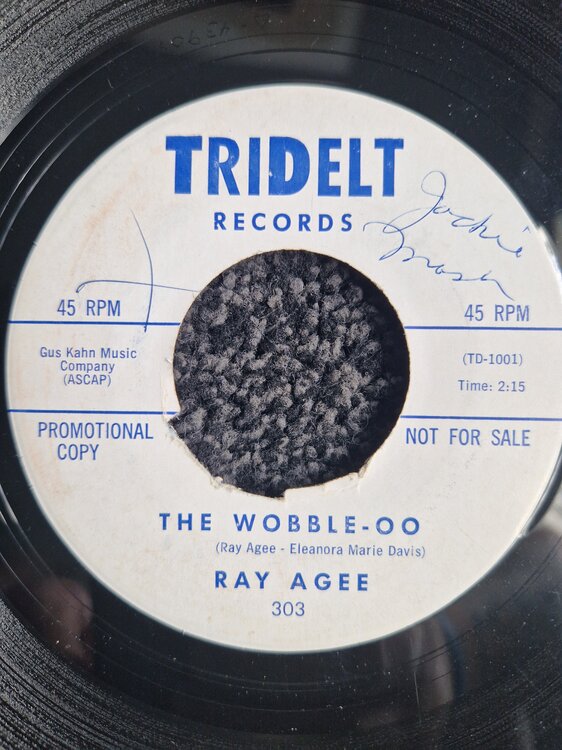 TRIDELT
RECORDS
Jackie
45 RPM
45 RPM
Gus Kahn Music
Company
(ASCAP)
(TD-1001)
Time: 2:15
PROMOTIONAL
COPY
NOT FOR SALE
THE WOBBLE-OO
(Ray Agee - Eleanora Marie Davis)
RAY AGEE
303